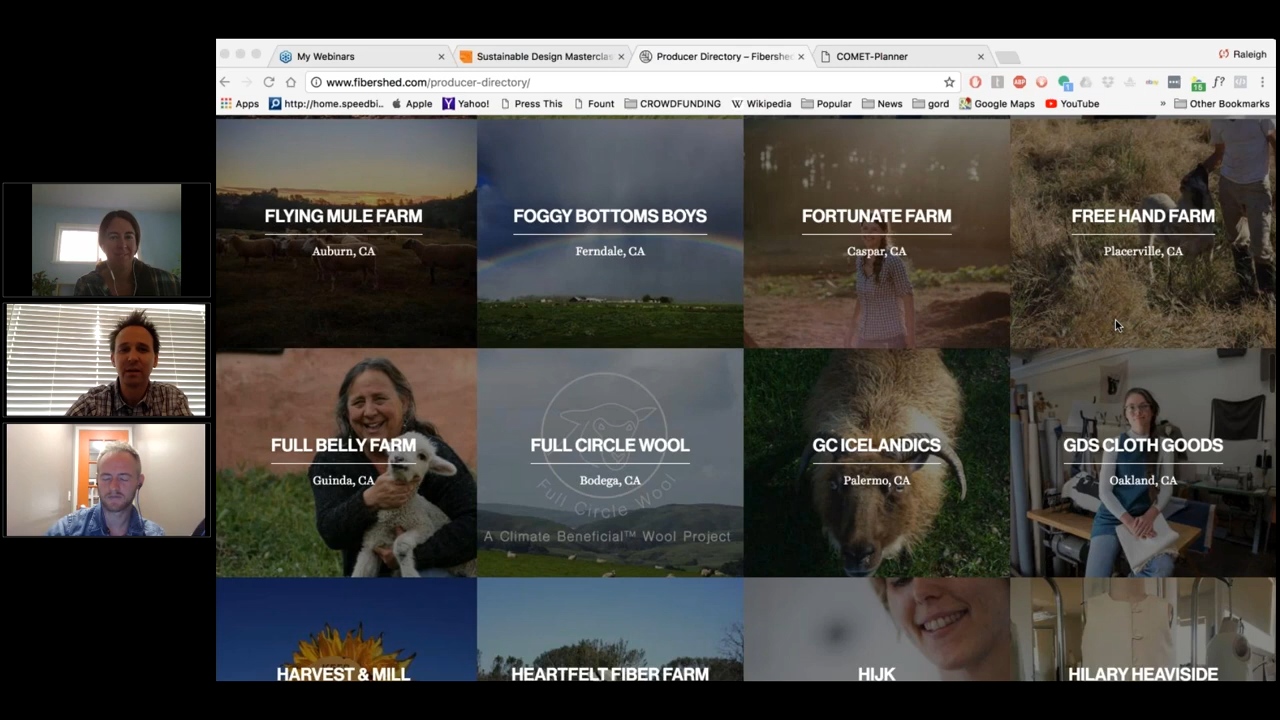 My Webinars
Sustainable Design Masterclas
Producer Directory – Fibershe
COMET-Planner
Raleigh
www.fibershed.com/producer-directory/
Apps
http://home.speedbi...
Apple
Yahoo!
Press This
Fount
CROWDFUNDING
Wikipedia
Popular
News
gord
Google Maps
YouTube
»
Other Bookmarks
FLYING MULE FARM
Auburn, CA
FOGGY BOTTOMS BOYS
Ferndale, CA
FORTUNATE FARM
Caspar, CA
FREE HAND FARM
Placerville, CA
FULL BELLY FARM
Guinda, CA
FULL CIRCLE WOOL
Bodega, CA
Full Circle Wool
A Climate Beneficial™ Wool Project
GC ICELANDICS
Palermo, CA
GDS CLOTH GOODS
Oakland, CA
HARVEST & MILL
HEARTFELT FIBER FARM
HIJK
HILARY HEAVISIDE